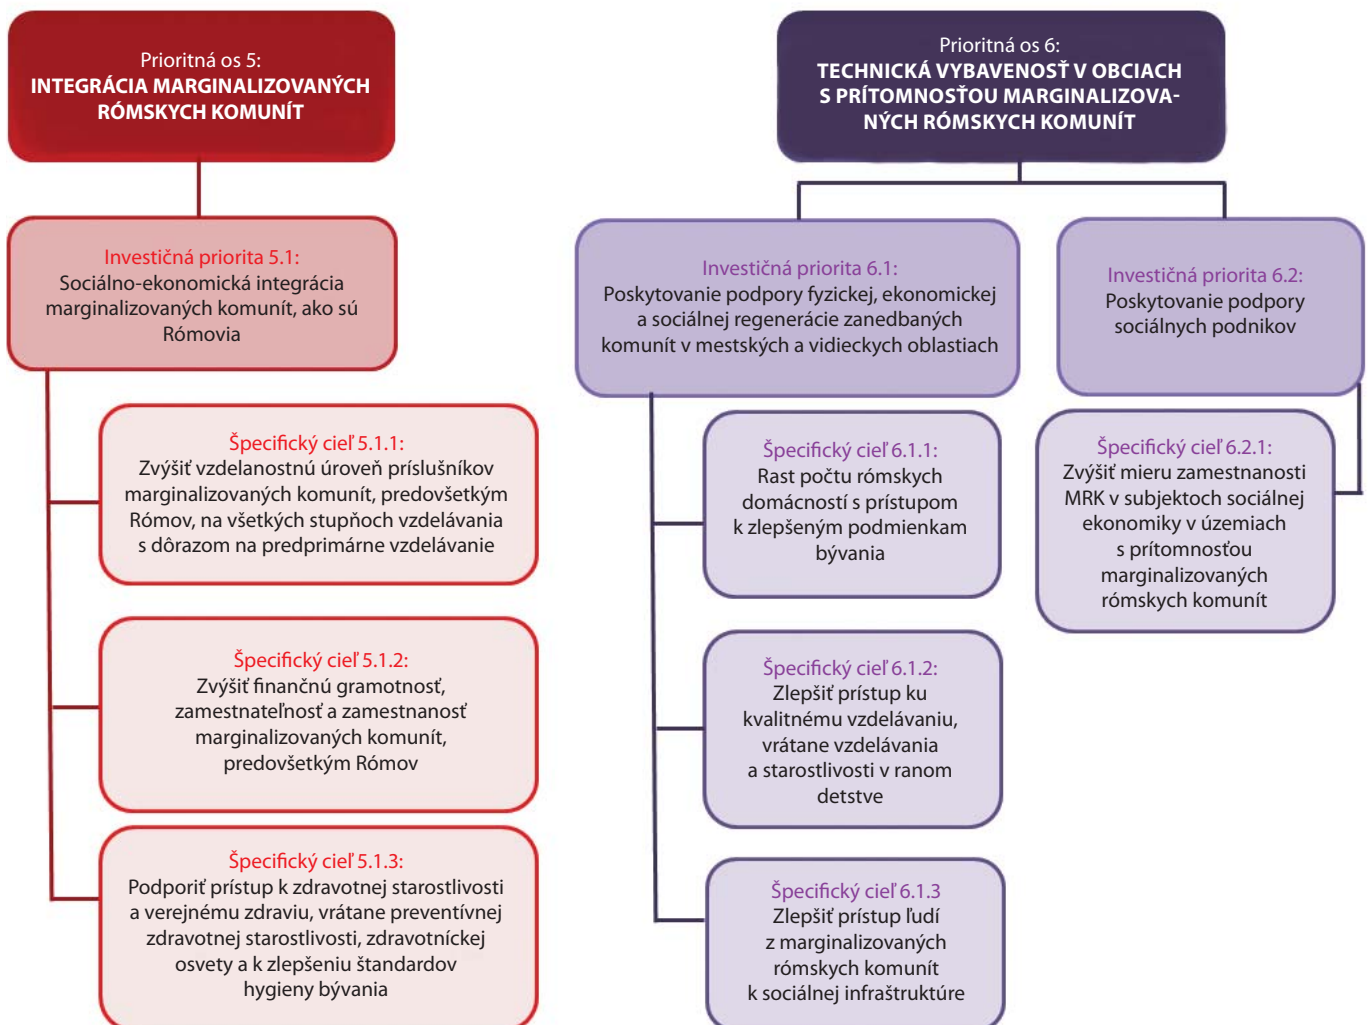 Prioritná os 5:
INTEGRÁCIA MARGINALIZOVANÝCH
RÓMSKYCH KOMUNÍT
Investičná priorita 5.1:
Sociálno-ekonomická integrácia
marginalizovaných komunít, ako sú
Rómovia
Špecifický cieľ 5.1.1:
Zvýšiť vzdelanostnú úroveň príslušníkov
marginalizovaných komunít, predovšetkým
Rómov, na všetkých stupňoch vzdelávania
s dôrazom na predprimárne vzdelávanie
Špecifický cieľ 5.1.2:
Zvýšiť finančnú gramotnosť,
zamestnateľnosť a zamestnanosť
marginalizovaných komunít,
predovšetkým Rómov
Špecifický cieľ 5.1.3:
Podporiť prístup k zdravotnej starostlivosti
a verejnému zdraviu, vrátane preventívnej
zdravotnej starostlivosti, zdravotníckej
osvety a k zlepšeniu štandardov
hygieny bývania
Prioritná os 6:
TECHNICKÁ VYBAVENOSŤ V OBCIACH
S PRÍTOMNOSŤOU MARGINALIZOVA-
NÝCH RÓMSKYCH KOMUNÍT
Investičná priorita 6.1:
Poskytovanie podpory fyzickej, ekonomickej
a sociálnej regenerácie zanedbaných
komunít v mestských a vidieckych oblastiach
Špecifický cieľ 6.1.1:
Rast počtu rómskych
domácností s prístupom
k zlepšeným podmienkam
bývania
Špecifický cieľ 6.1.2:
Zlepšiť prístup ku
kvalitnému vzdelávaniu,
vrátane vzdelávania
a starostlivosti v ranom
detstve
Špecifický cieľ 6.1.3
Zlepšiť prístup ľudí
z marginalizovaných
rómskych komunít
k sociálnej infraštruktúre
Investičná priorita 6.2:
Poskytovanie podpory
sociálnych podnikov
Špecifický cieľ 6.2.1:
Zvýšiť mieru zamestnanosti
MRK v subjektoch sociálnej
ekonomiky v územiach
s prítomnosťou
marginalizovaných
rómskych komunít